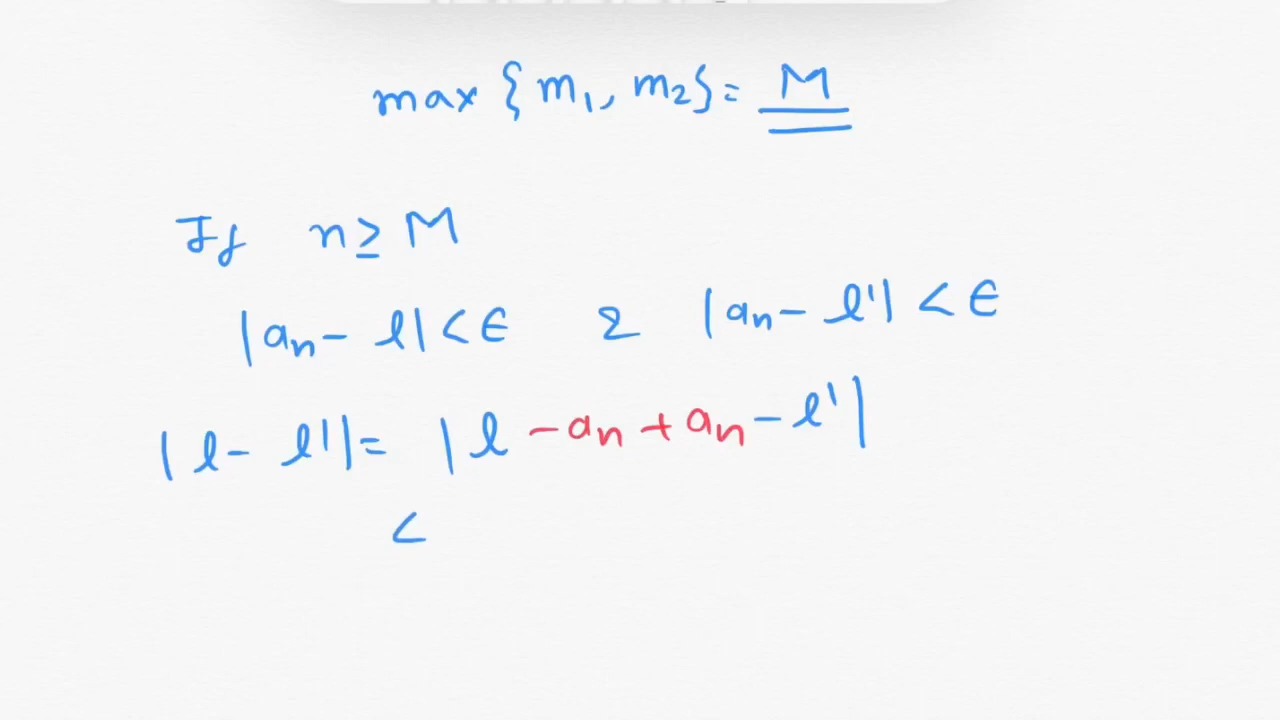 max {m₁, m₂} = M
If n ≥ M
|aₙ - l| < ϵ & |aₙ - l'| < ϵ
|l - l'| = |l - aₙ + aₙ - l'|
<